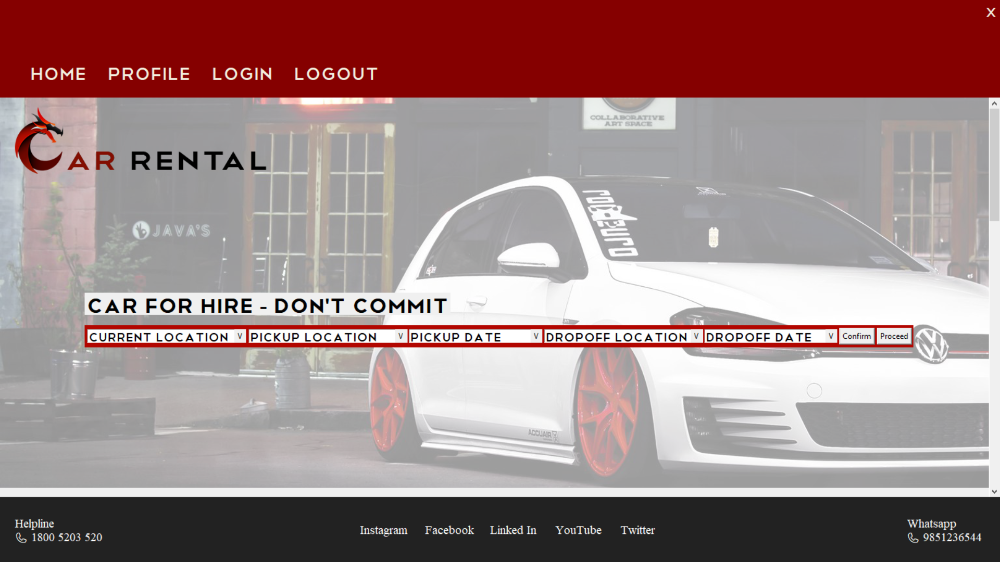 X
HOME PROFILE LOGIN LOGOUT
COLLABORATIVE
ART SPACE
CAR RENTAL
JAVA'S
CAR FOR HIRE - DON'T COMMIT
CURRENT LOCATION V PICKUP LOCATION V PICKUP DATE V DROPOFF LOCATION V DROPOFF DATE V Confirm Proceed
ACCUAIR
Helpline
1800 5203 520
Instagram Facebook Linked In YouTube Twitter
Whatsapp
9851236544